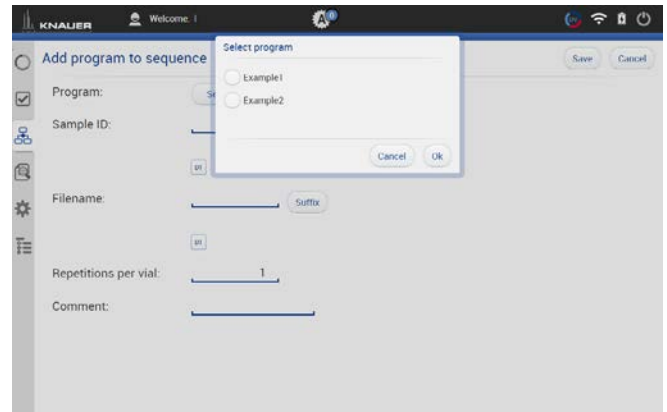 KNAUER
Welcome, I
Select program
Add program to sequence
Save
Cancel
Example1
Example2
Program:
Sample ID:
Cancel
Ok
Filename:
Suffix
Repetitions per vial:
1
Comment: